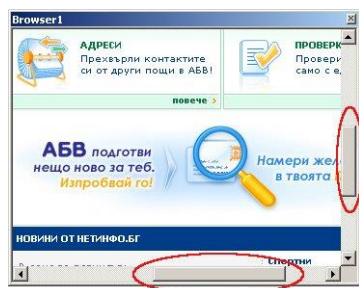 Browser1
АДРЕСИ
Прехвърли контактите
си от други пощи в АБВ!
повече >
ПРОВЕРК
Провери
само с е
АБВ подготви
нещо ново за теб.
Изпробвай го!
Намери жел
в твоята
НОВИНИ ОТ НЕТИНФО.БГ
Спортни